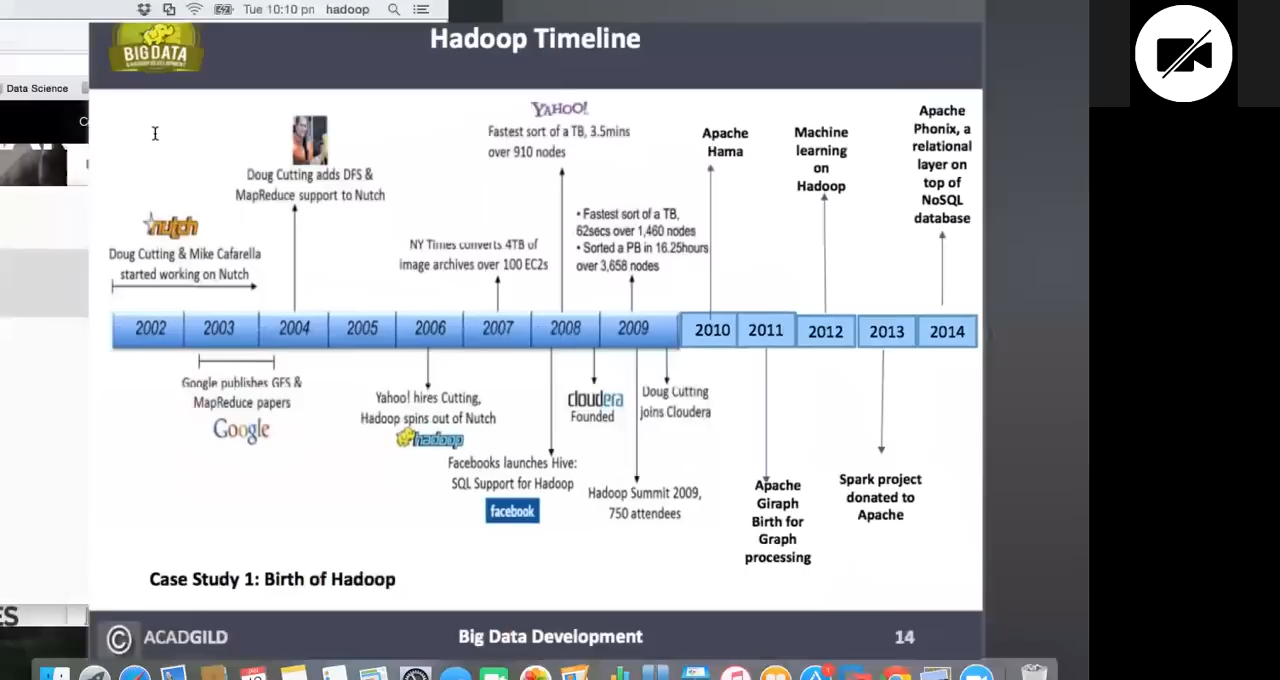 Tue 10:10 pn hadoop
Data Science
BIG DATA
& HADOOP DEVELOPMENT
Hadoop Timeline
nutch
Doug Cutting & Mike Cafarella
started working on Nutch
Doug Cutting adds DFS &
MapReduce support to Nutch
NY Times converts 4TB of
image archives over 100 EC2s
YAHOO!
Fastest sort of a TB, 3.5mins
over 910 nodes
• Fastest sort of a TB,
62secs over 1,460 nodes
• Sorted a PB in 16.25hours
over 3,658 nodes
Apache
Hama
Machine
learning
on
Hadoop
Apache
Phonix, a
relational
layer on
top of
NoSQL
database
2002 2003 2004 2005 2006 2007 2008 2009 2010 2011 2012 2013 2014
Google publishes GFS &
MapReduce papers
Google
Yahoo! hires Cutting,
Hadoop spins out of Nutch
hadoop
Facebooks launches Hive:
SQL Support for Hadoop
facebook
cloudera
Founded
Doug Cutting
joins Cloudera
Hadoop Summit 2009,
750 attendees
Apache
Giraph
Birth for
Graph
processing
Spark project
donated to
Apache
Case Study 1: Birth of Hadoop
ES
© ACADGILD
Big Data Development
14